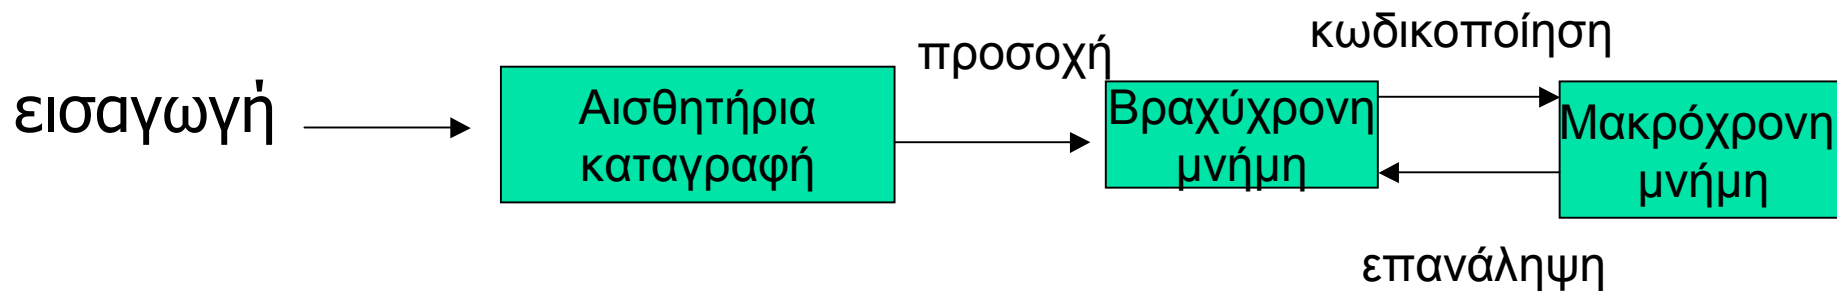 εισαγωγή
Αισθητήρια
καταγραφή
προσοχή
Βραχύχρονη
μνήμη
κωδικοποίηση
Μακρόχρονη
μνήμη
επανάληψη